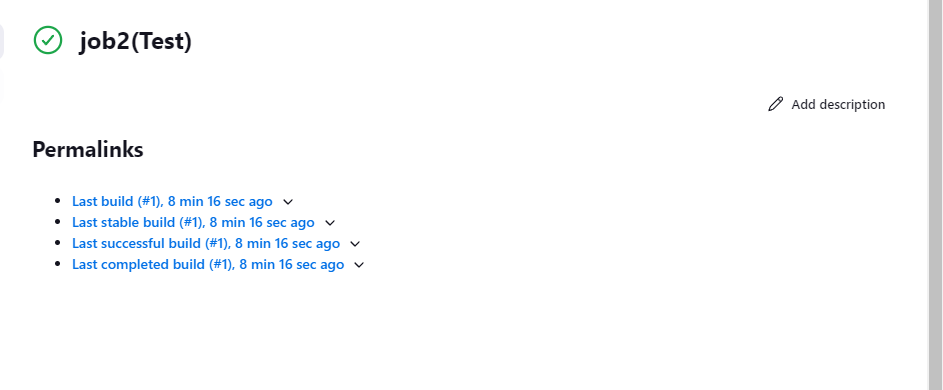 job2(Test)
Add description
Permalinks
Last build (#1), 8 min 16 sec ago
Last stable build (#1), 8 min 16 sec ago
Last successful build (#1), 8 min 16 sec ago
Last completed build (#1), 8 min 16 sec ago